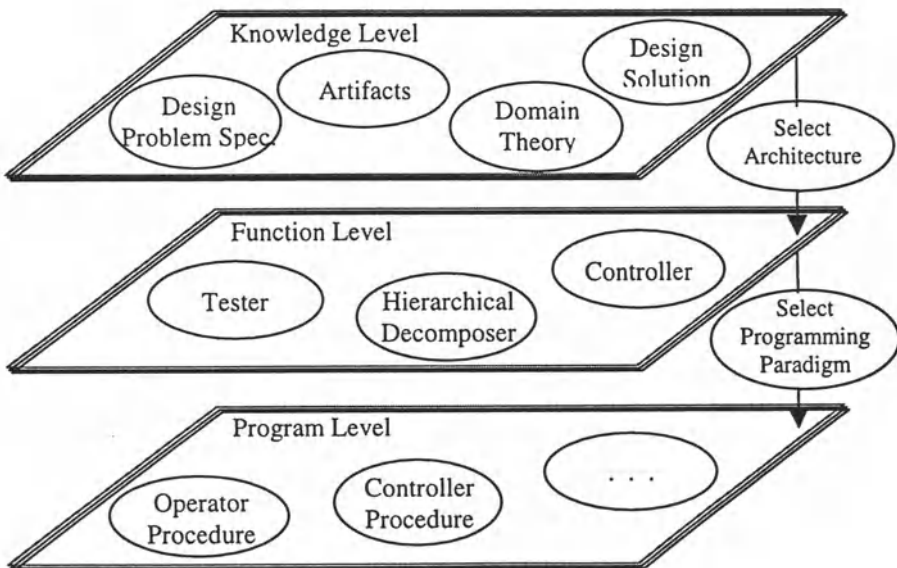 Knowledge Level
Design
Problem Spec.
Artifacts
Domain
Theory
Design
Solution
Select
Architecture
Function Level
Tester
Hierarchical
Decomposer
Controller
Select
Programming
Paradigm
Program Level
Operator
Procedure
Controller
Procedure
. . .